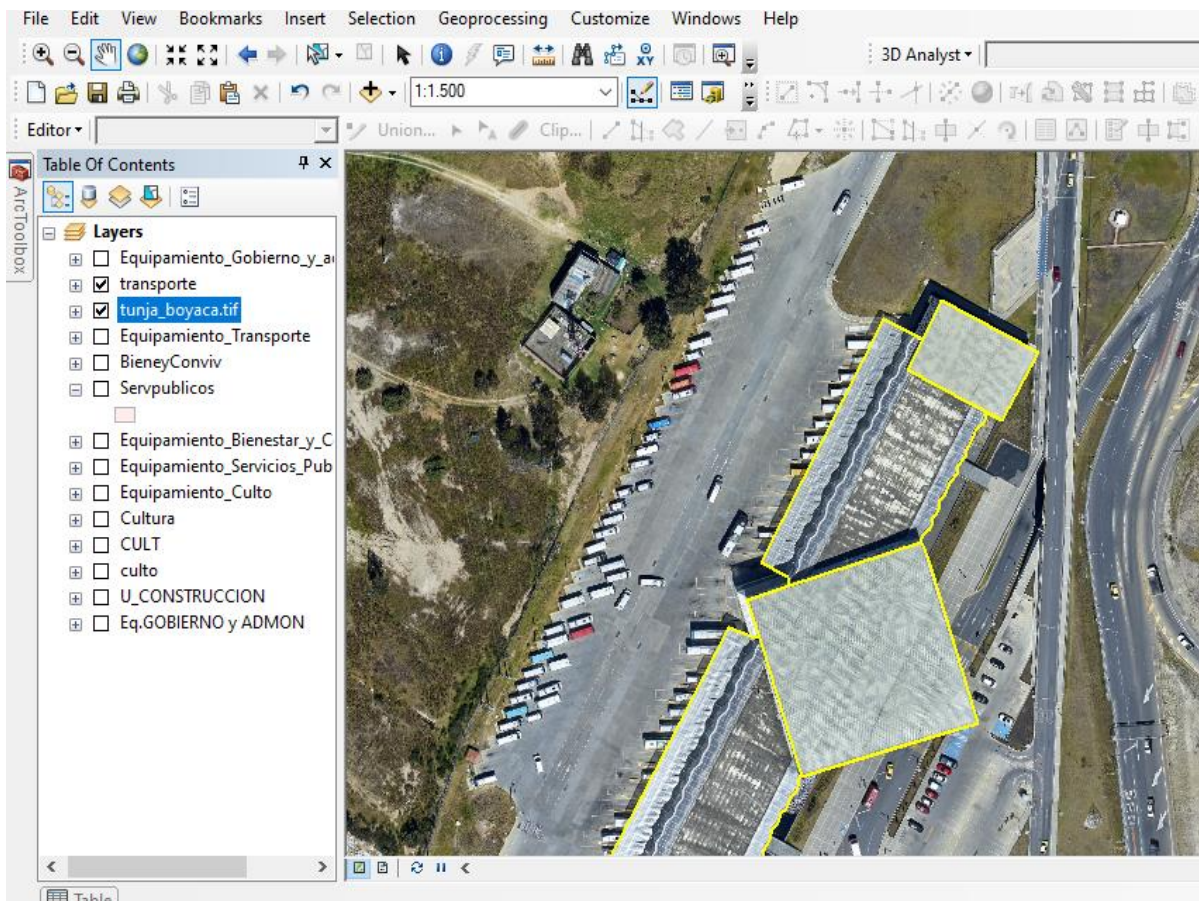 File Edit View Bookmarks Insert Selection Geoprocessing Customize Windows Help
3D Analyst
1:1.500
Editor Union... Clip...
ArcToolbox
Table Of Contents
Layers
Equipamiento_Gobierno_y_a
transporte
tunja_boyaca.tif
Equipamiento_Transporte
BieneyConviv
Servpublicos
Equipamiento_Bienestar_y_C
Equipamiento_Servicios_Pub
Equipamiento_Culto
Cultura
CULT
culto
U_CONSTRUCCION
Eq,GOBIERNO y ADMON
Table